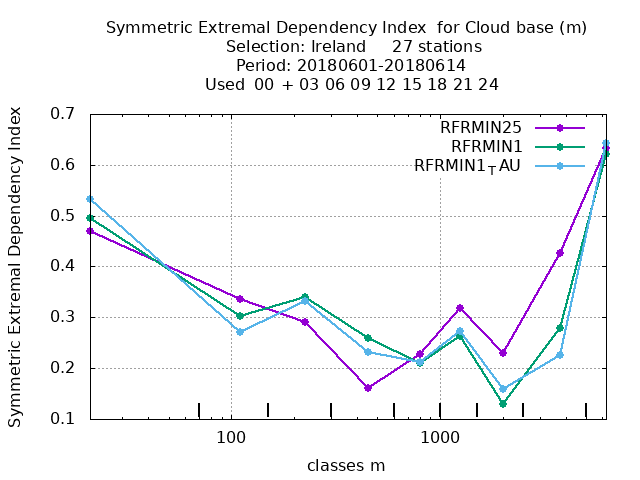 Symmetric Extremal Dependency Index for Cloud base (m)
Selection: Ireland 27 stations
Period: 20180601-20180614
Used 00 + 03 06 09 12 15 18 21 24
Symmetric Extremal Dependency Index
0.7
0.6
0.5
0.4
0.3
0.2
0.1
RFRMIN25
RFRMIN1
RFRMIN1TAU
100
1000
classes m